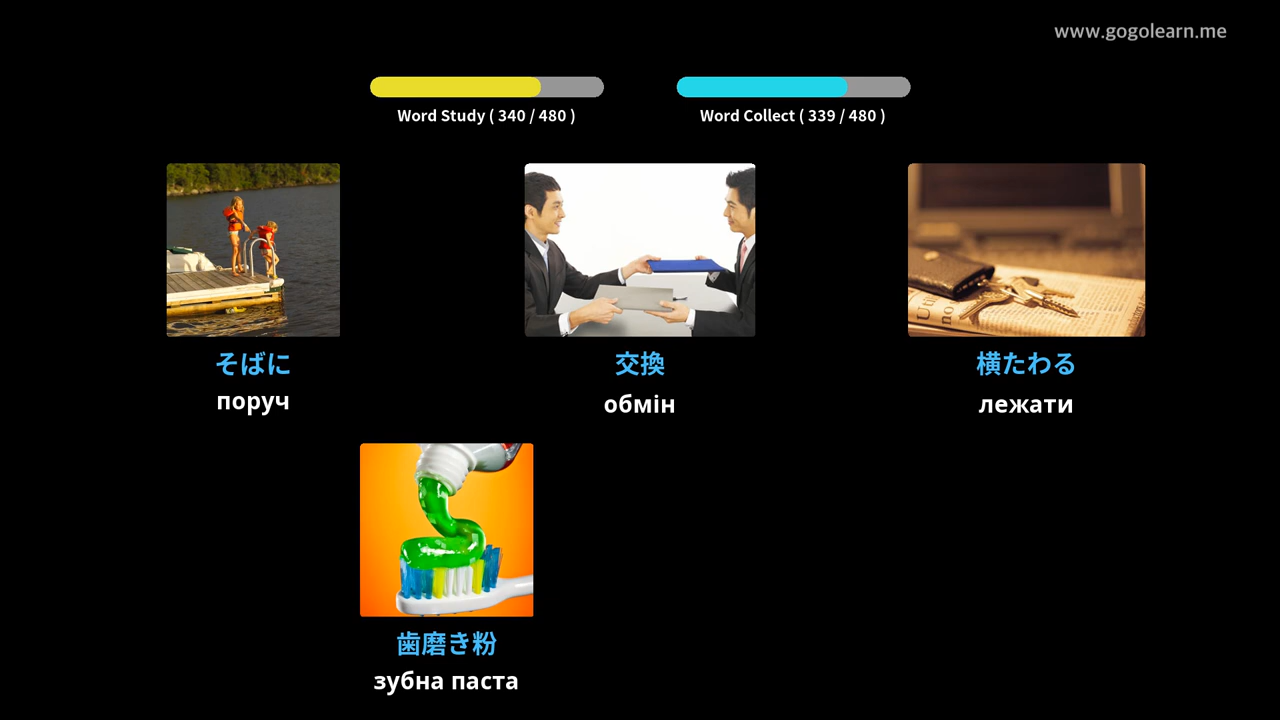 www.gogolearn.me
Word Study ( 340 / 480 )
Word Collect ( 339 / 480 )
そばに
поруч
交換
обмін
横たわる
лежати
歯磨き粉
зубна паста